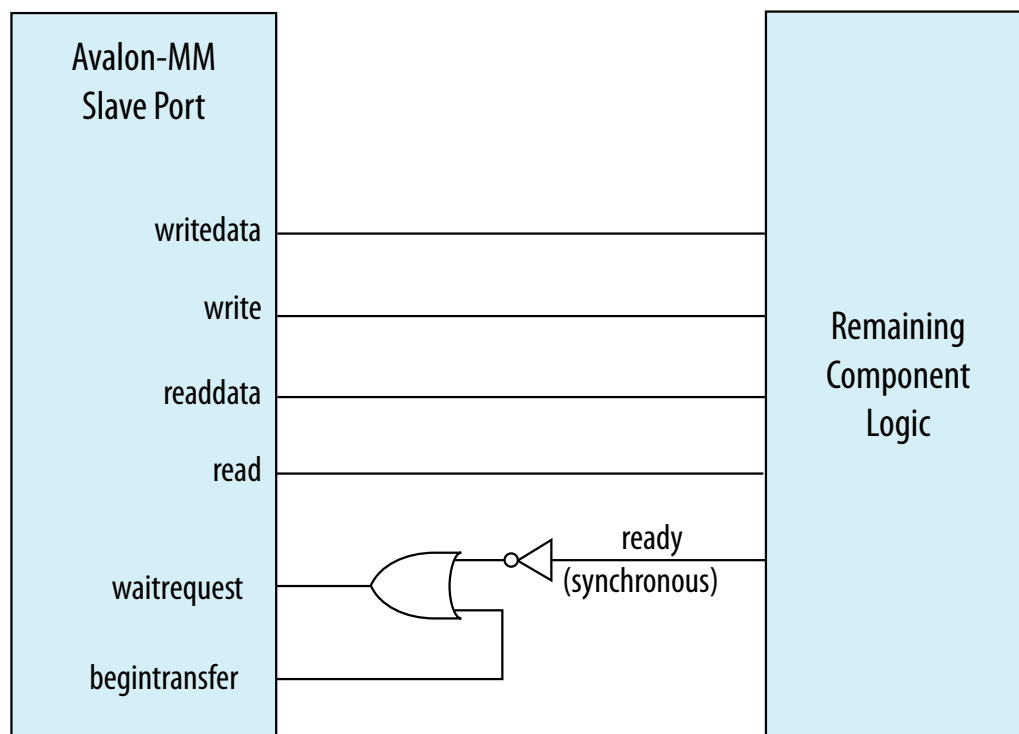 Avalon-MM
Slave Port
writedata
write
readdata
read
waitrequest
begintransfer
ready
(synchronous)
Remaining
Component
Logic